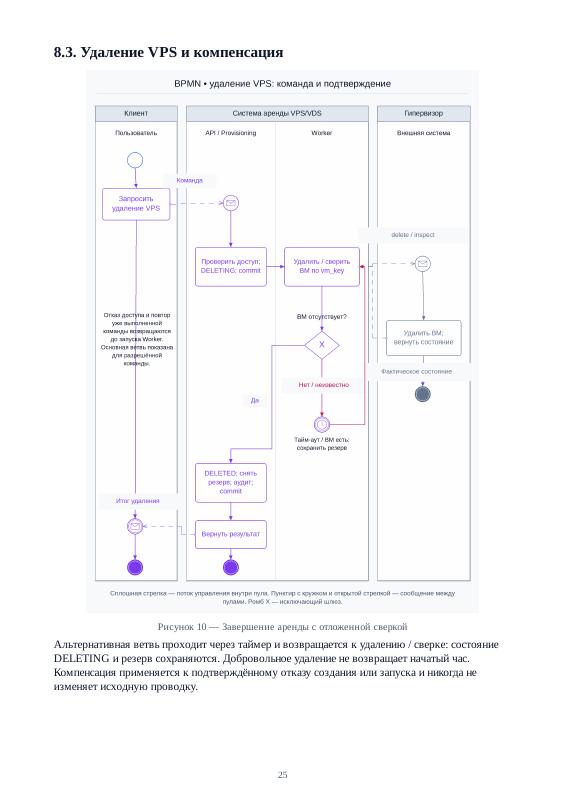 8.3. Удаление VPS и компенсация
BPMN • удаление VPS: команда и подтверждение
Клиент
Система аренды VPS/VDS
Гипервизор
Пользователь
API / Provisioning
Worker
Внешняя система
Команда
Запросить
удаление VPS
delete / inspect
Проверить доступ;
DELETING; commit
Удалить / сверить
ВМ по vm_key
Отказ доступа и повтор
уже выполненной
команды возвращаются
до запуска Worker.
Основная ветвь показана
для разрешённой
команды.
ВМ отсутствует?
X
Удалить ВМ;
вернуть состояние
Фактическое состояние
Нет / неизвестно
Да
Тайм-аут / ВМ есть:
сохранить резерв
DELETED; снять
резерв; аудит;
commit
Итог удаления
Вернуть результат
Сплошная стрелка — поток управления внутри пула. Пунктир с кружком и открытой стрелкой — сообщение между
пулами. Ромб X — исключающий шлюз.
Рисунок 10 — Завершение аренды с отложенной сверкой
Альтернативная ветвь проходит через таймер и возвращается к удалению / сверке: состояние
DELETING и резерв сохраняются. Добровольное удаление не возвращает начатый час.
Компенсация применяется к подтверждённому отказу создания или запуска и никогда не
изменяет исходную проводку.
25